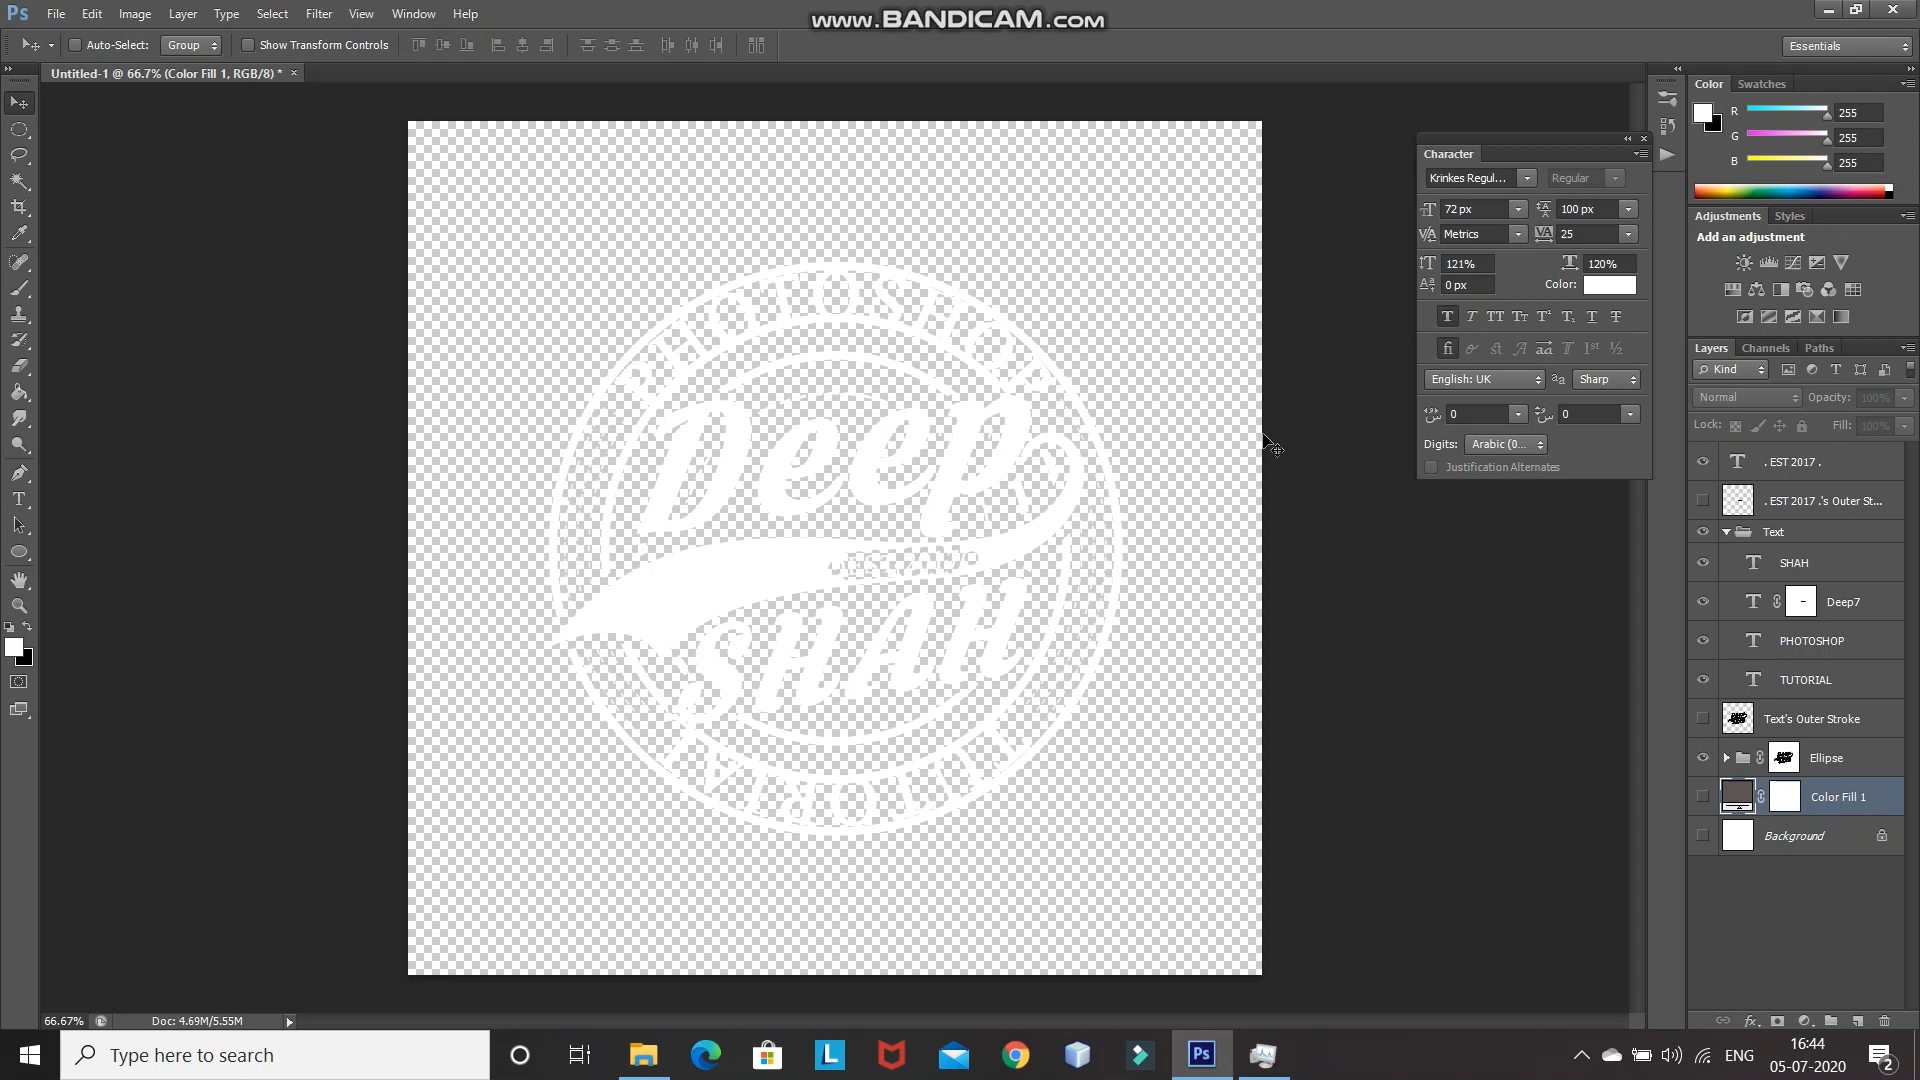 Ps File Edit Image Layer Type Select Filter View Window Help
www.BANDICAM.com
Auto-Select: Group Show Transform Controls
Essentials
Untitled-1 @ 66.7% (Color Fill 1, RGB/8) * ×
Color Swatches
R 255
G 255
B 255
Character
Krinkes Regul... Regular
72 px 100 px
Metrics 25
121% 120%
0 px Color:
English: UK aa Sharp
0 0
Digits: Arabic (0...
Justification Alternates
Adjustments Styles
Add an adjustment
Layers Channels Paths
Kind
Normal Opacity: 100%
Lock: Fill: 100%
. EST 2017 .
. EST 2017 .'s Outer St...
Text
SHAH
Deep7
PHOTOSHOP
TUTORIAL
Text's Outer Stroke
Ellipse
Color Fill 1
Background
PHOTOSHOP
Deep
. EST 2017 .
SHAH
TUTORIAL
66.67% Doc: 4.69M/5.55M
Type here to search
L
Ps
ENG
16:44
05-07-2020
2